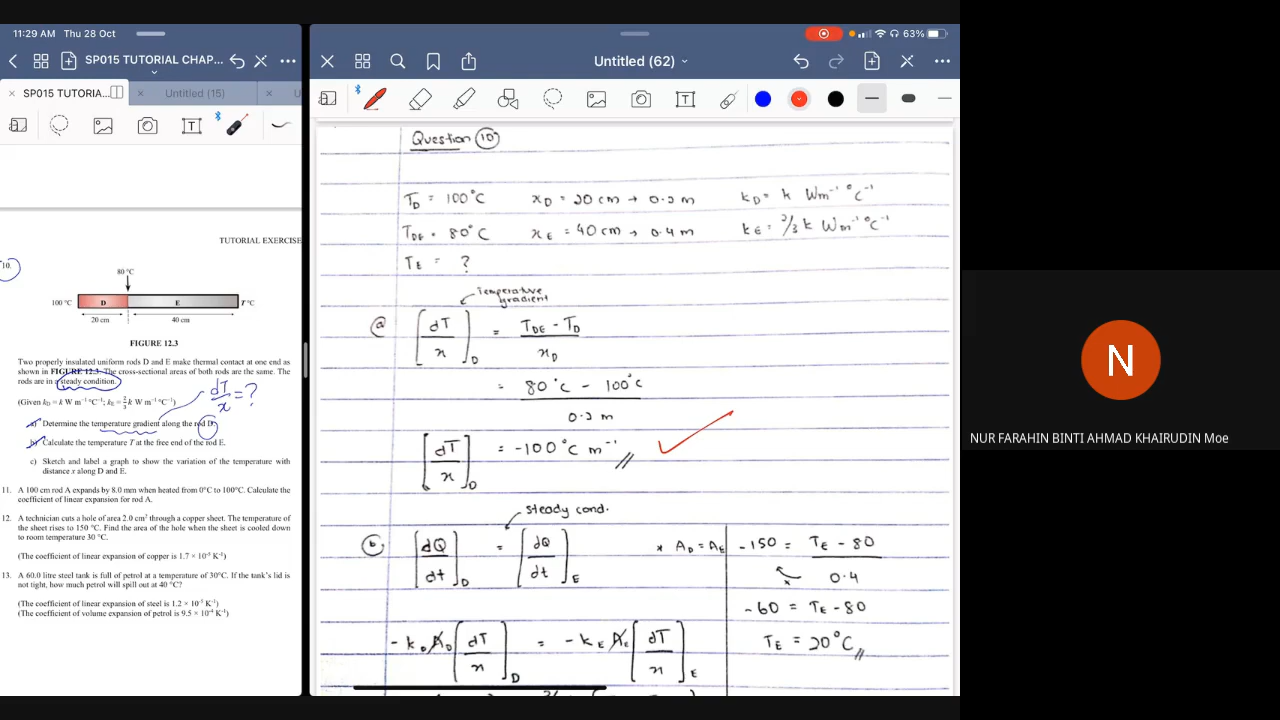 11:29 AM Thu 28 Oct
63%
SP015 TUTORIAL CHAP...
SP015 TUTORIA...
Untitled (15)
U
TUTORIAL EXERCISE
10.
80 °C
100 °C D E T °C
20 cm 40 cm
FIGURE 12.3
Two properly insulated uniform rods D and E make thermal contact at one end as
shown in FIGURE 12.3. The cross-sectional areas of both rods are the same. The
rods are in a steady condition.
dT/x = ?
(Given kD = k W m⁻¹ °C⁻¹; kE = 2/3 k W m⁻¹ °C⁻¹)
a) Determine the temperature gradient along the rod D.
b) Calculate the temperature T at the free end of the rod E.
c) Sketch and label a graph to show the variation of the temperature with
distance x along D and E.
11. A 100 cm rod A expands by 8.0 mm when heated from 0°C to 100°C. Calculate the
coefficient of linear expansion for rod A.
12. A technician cuts a hole of area 2.0 cm² through a copper sheet. The temperature of
the sheet rises to 150 °C. Find the area of the hole when the sheet is cooled down
to room temperature 30 °C.
(The coefficient of linear expansion of copper is 1.7 × 10⁻⁵ K⁻¹)
13. A 60.0 litre steel tank is full of petrol at a temperature of 30°C. If the tank's lid is
not tight, how much petrol will spill out at 40 °C?
(The coefficient of linear expansion of steel is 1.2 × 10⁻⁵ K⁻¹)
(The coefficient of volume expansion of petrol is 9.5 × 10⁻⁴ K⁻¹)
Untitled (62)
Question 10
TD = 100°C xD = 20 cm → 0.2 m kD = k Wm⁻¹ °C⁻¹
TDE = 80°C xE = 40 cm → 0.4 m kE = 2/3 k Wm⁻¹ °C⁻¹
TE = ?
Temperature
gradient
a [dT/x]D = TDE - TD / xD
= 80°C - 100°C / 0.2 m
[dT/x]D = -100°C m⁻¹ //
steady cond.
b [dQ/dt]D = [dQ/dt]E * AD = AE
-kD AD [dT/x]D = -kE AE [dT/x]E
-150 = TE - 80 / 0.4
x
-60 = TE - 80
TE = 20°C //
N
NUR FARAHIN BINTI AHMAD KHAIRUDIN Moe